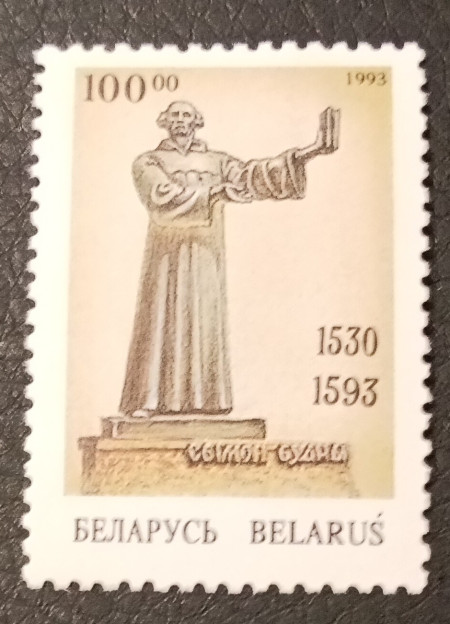 100 00 1993
1530
1593
Сымон Будны
БЕЛАРУСЬ BELARUŚ